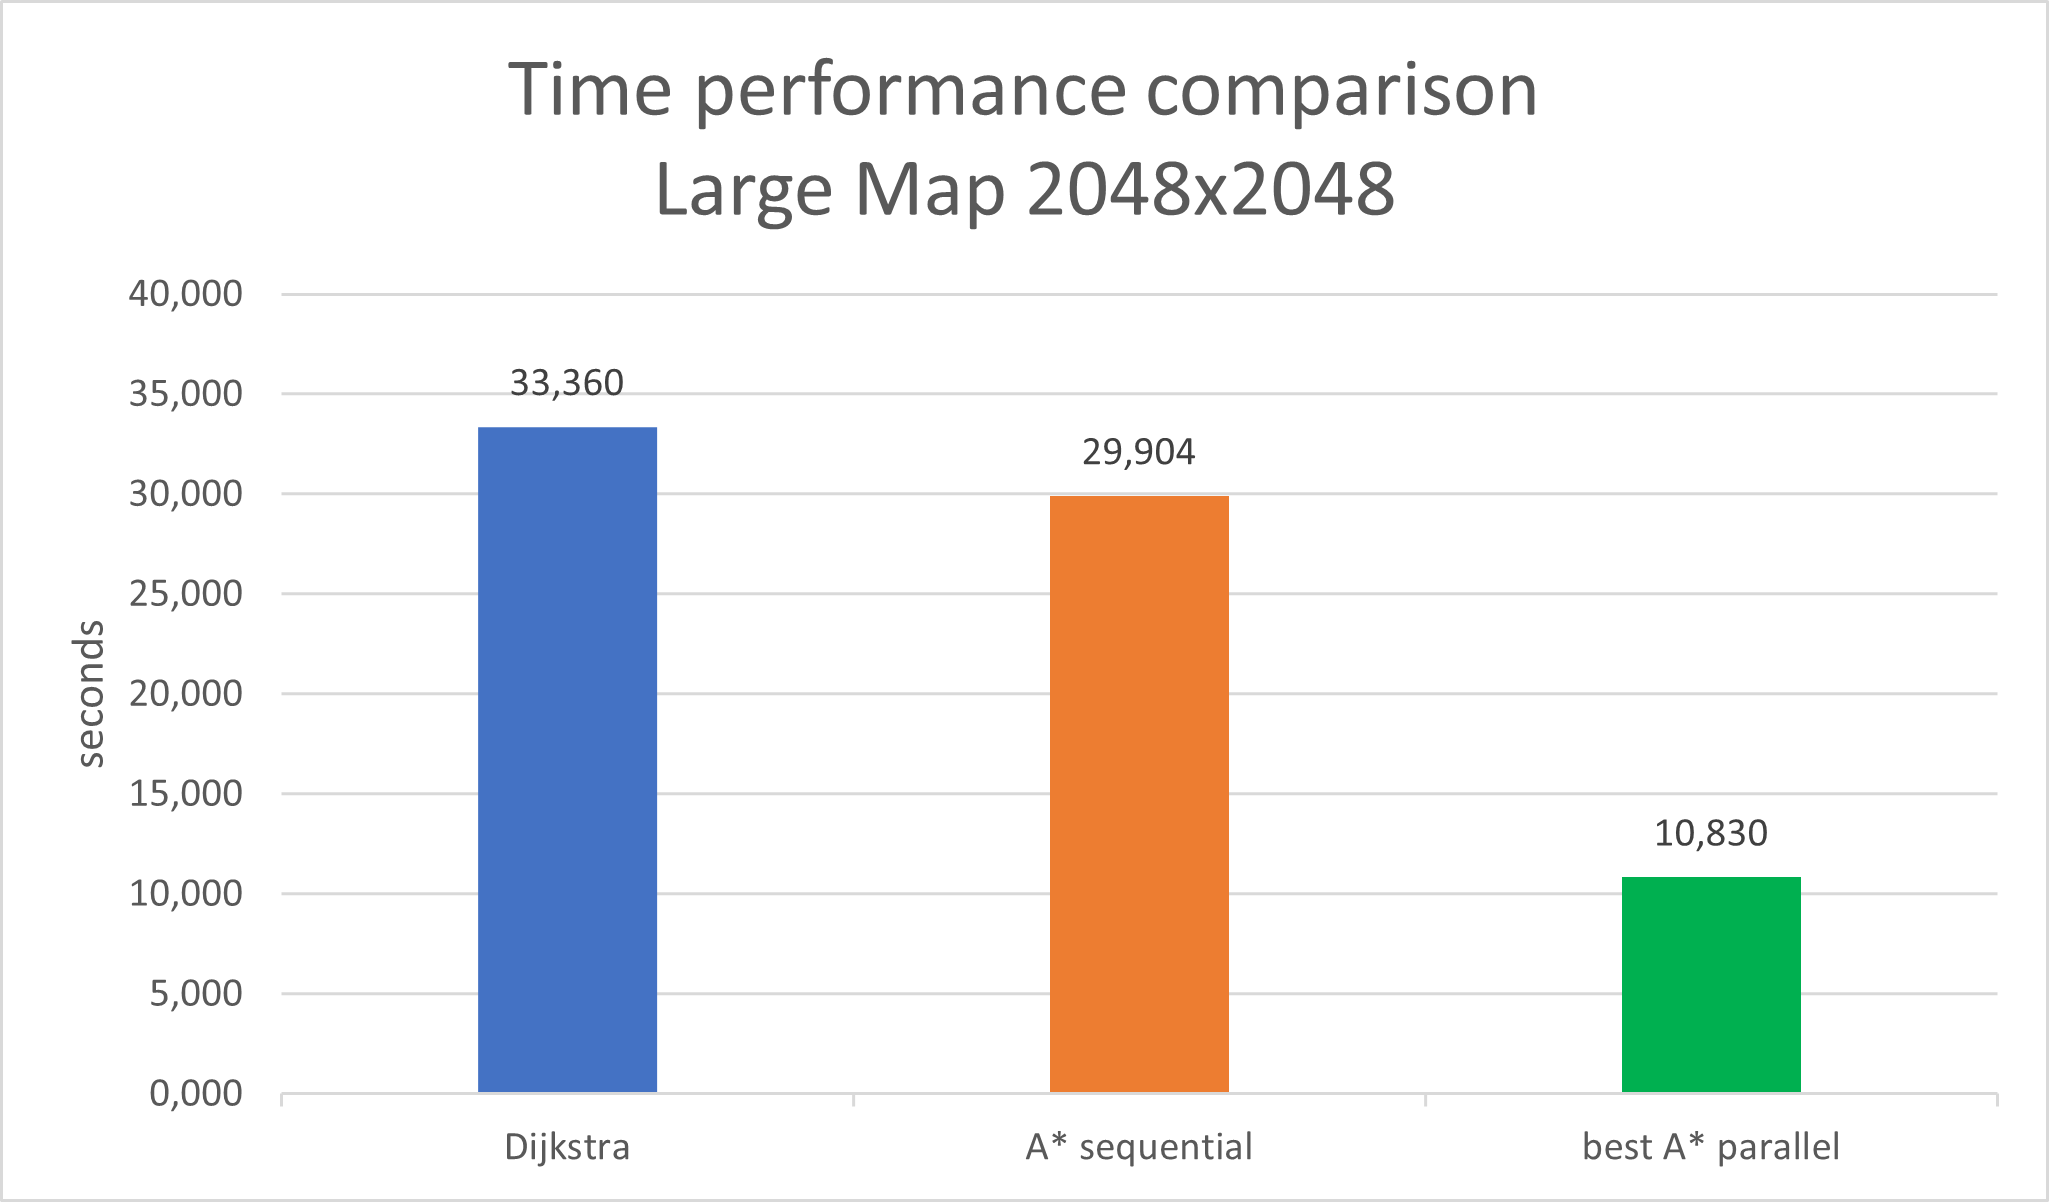 Time performance comparison
Large Map 2048x2048
40,000
35,000
30,000
25,000
20,000
15,000
10,000
5,000
0,000
seconds
33,360
29,904
10,830
Dijkstra
A* sequential
best A* parallel